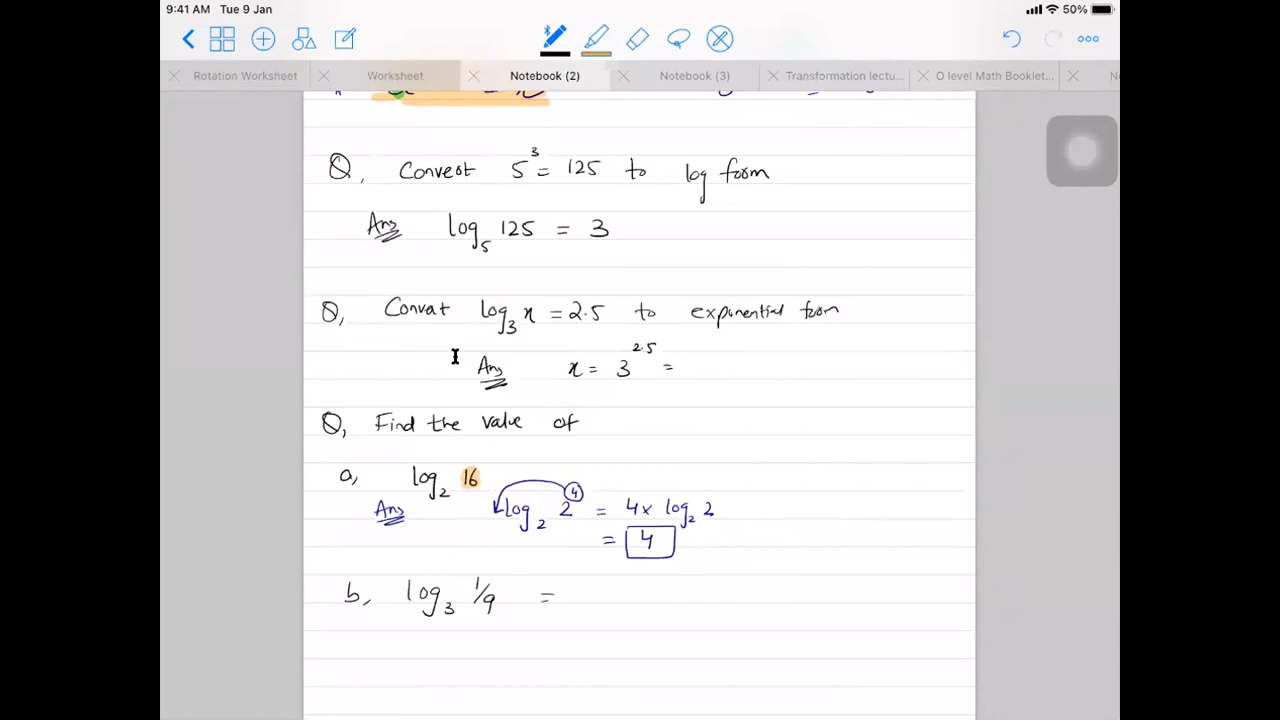 9:41 AM Tue 9 Jan 50%
Rotation Worksheet Worksheet Notebook (2) Notebook (3) Transformation lectu... O level Math Booklet...
Q, Convert 5³ = 125 to log form
Ans log₅ 125 = 3
Q, Convat log₃ x = 2.5 to exponential form
Ans x = 3^2.5 =
Q, Find the value of
a, log₂ 16
Ans log₂ 2⁴ = 4 x log₂ 2
= 4
b, log₃ 1/9 =